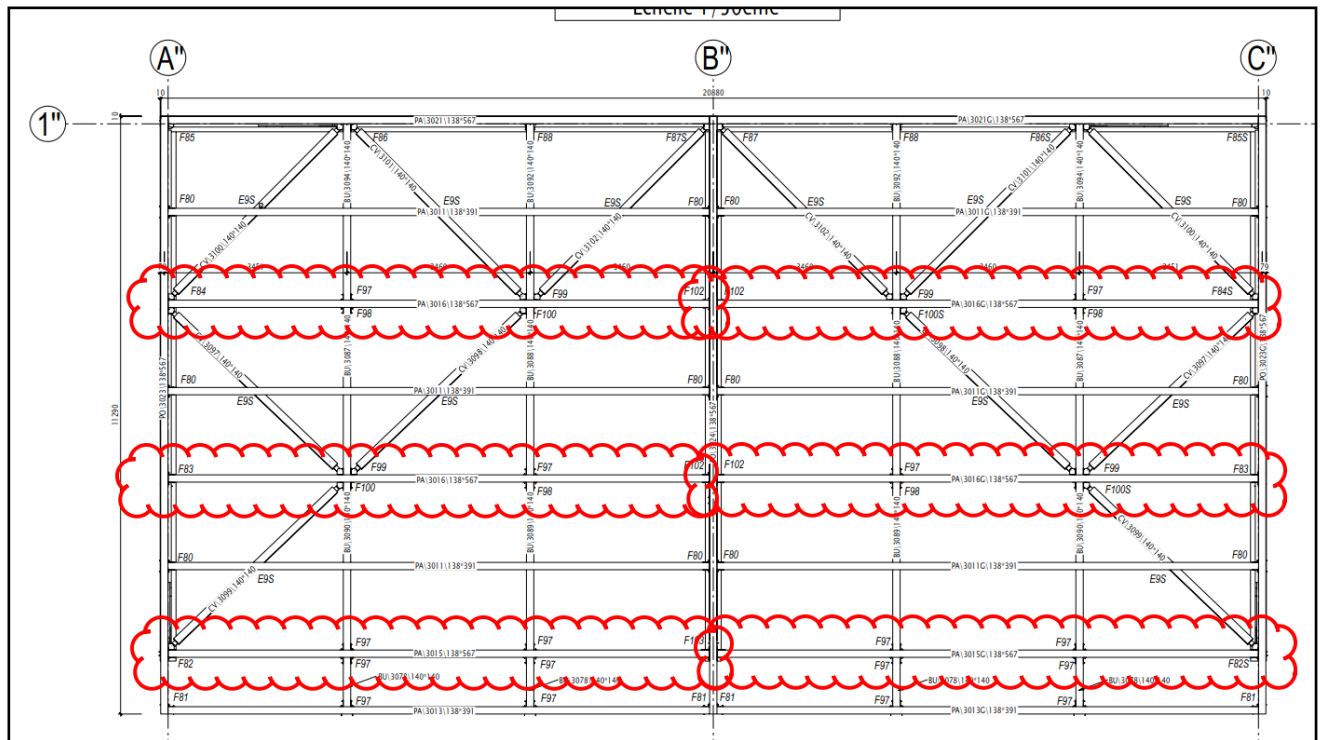 A" B" C"
10 20880 10
1" 10
PA\3021\138*567 PA\3021G\138*567
F85 F86 F88 F87S F87 F88 F86S F85S
CV\3101\140*140 BU\3094\140*140 BU\3092\140*140 BU\3092\140*140 CV\3101\140*140 BU\3094\140*140
F80 E9S E9S E9S F80 F80 E9S E9S E9S F80
PA\3011\138*391 PA\3011G\138*391
CV\3100\140*140 CV\3102\140*140 CV\3102\140*140 CV\3100\140*140
3460 3460 3460 3460 3451 79
F84 F97 F99 F102 F102 F99 F97 F84S
PA\3016\138*567 PA\3016G\138*567
F98 F100 F100S F98
CV\3097\140*140 BU\3087\140*140 CV\3098\140*140 BU\3088\140*140 BU\3088\140*140 BU\3087\140*140 CV\3097\140*140
PO\3023\138*567 PO\3023G\138*567
F80 F80 F80 F80
PA\3011\138*391 PA\3011G\138*391
E9S E9S E9S E9S
11290
F83 F99 F97 F102 F102 F97 F99 F83
PA\3016\138*567 PA\3016G\138*567
F100 F98 F98 F100S
BU\3090\140*140 BU\3089\140*140 BU\3089\140*140 BU\3090\140*140
CV\3099\140*140 CV\3099\140*140
F80 F80 F80 F80
PA\3011\138*391 PA\3011G\138*391
E9S E9S
F97 F97 F103 F97 F97
PA\3015\138*567 PA\3015G\138*567
F82 F97 F97 F97 F97 F82S
BU\3078\140*140 BU\3078\140*140 BU\3078\140*140 BU\3078\140*140
F81 F97 F97 F81 F81 F97 F97 F81
PA\3013\138*391 PA\3013G\138*391